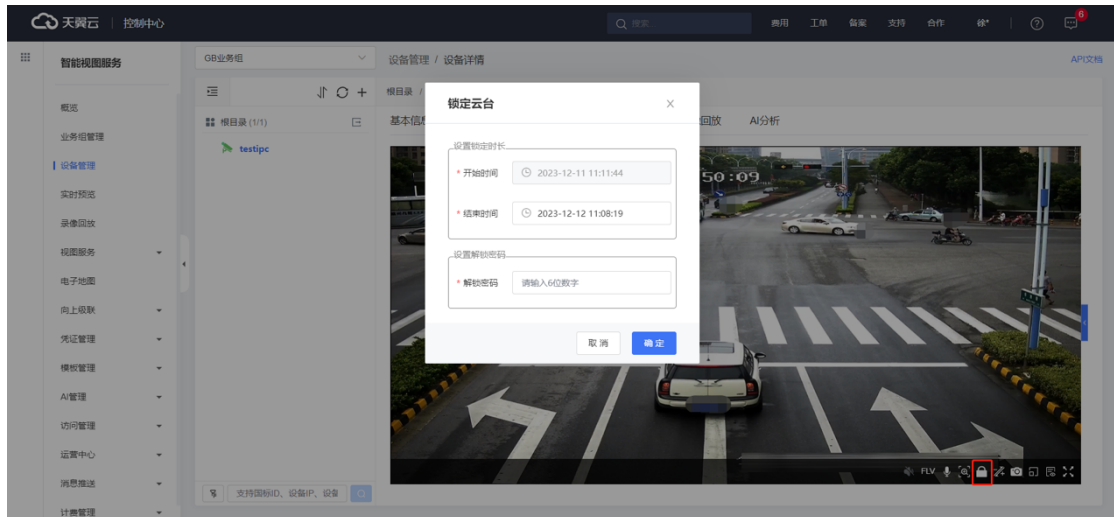 天翼云 控制中心 搜索... 费用 工单 备案 支持 合作 徐* 6
智能视图服务 GB业务组 设备管理 / 设备详情 API文档
概览
业务组管理
设备管理
实时预览
录像回放
视图服务
电子地图
向上级联
凭证管理
模板管理
AI管理
访问管理
运营中心
消息推送
计费管理
根目录 (1/1)
testipc
支持国标ID、设备IP、设备
根目录 /
基本信息 回放 AI分析
50:09
锁定云台
设置锁定时长
* 开始时间 2023-12-11 11:11:44
* 结束时间 2023-12-12 11:08:19
设置解锁密码
* 解锁密码 请输入6位数字
取消 确定
FLV